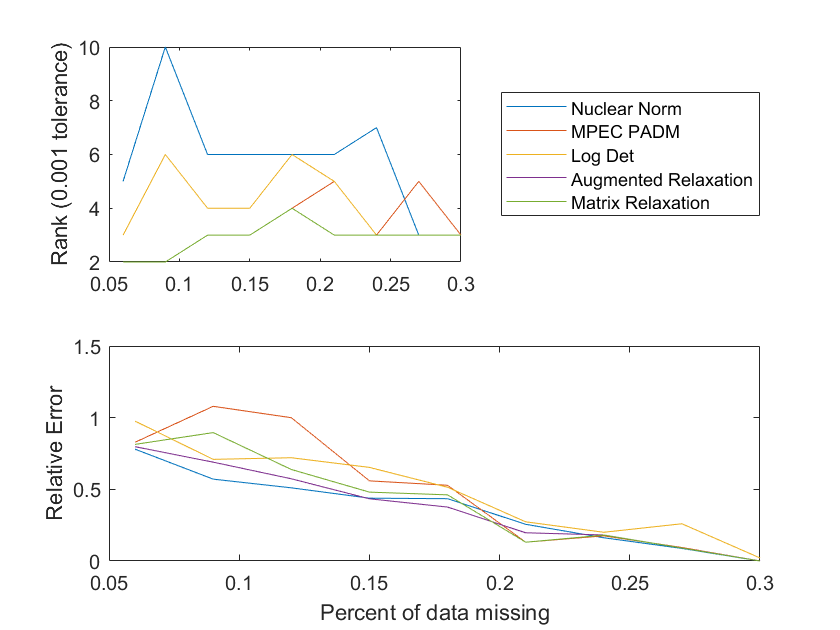 Rank (0.001 tolerance)
10
8
6
4
2
0.05 0.1 0.15 0.2 0.25 0.3
Nuclear Norm
MPEC PADM
Log Det
Augmented Relaxation
Matrix Relaxation
Relative Error
1.5
1
0.5
0
0.05 0.1 0.15 0.2 0.25 0.3
Percent of data missing